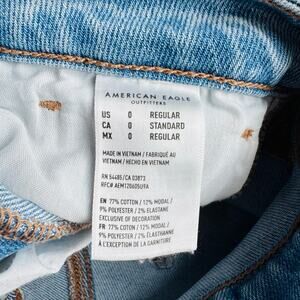 AMERICAN EAGLE
OUTFITTERS
US 0 REGULAR
CA 0 STANDARD
MX 0 REGULAR
MADE IN VIETNAM / FABRIQUÉ AU
VIETNAM / HECHO EN VIETNAM
RN 54485/CA 03873
EN 77% COTTON / 12% MODAL /
9% POLYESTER / 2% ELASTANE
EXCLUSIVE OF DECORATION
FR 77% COTON / 12% MODAL /
9% POLYESTER / 2% ÉLASTHANNE
À L'EXCEPTION DE LA GARNITURE